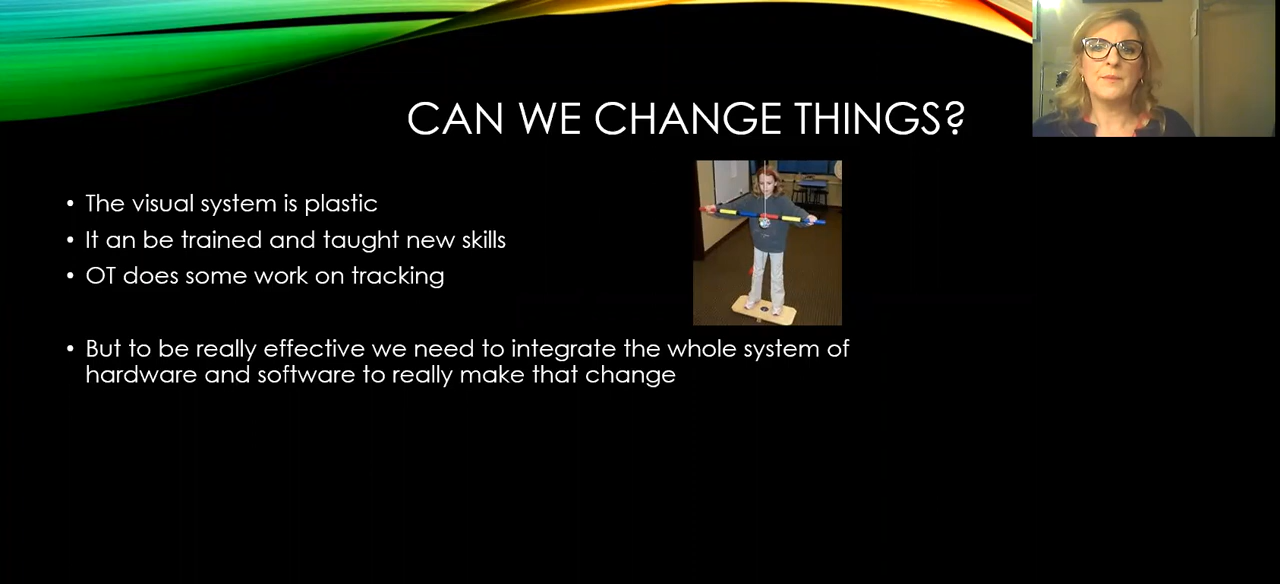 CAN WE CHANGE THINGS?
• The visual system is plastic
• It an be trained and taught new skills
• OT does some work on tracking
• But to be really effective we need to integrate the whole system of
hardware and software to really make that change